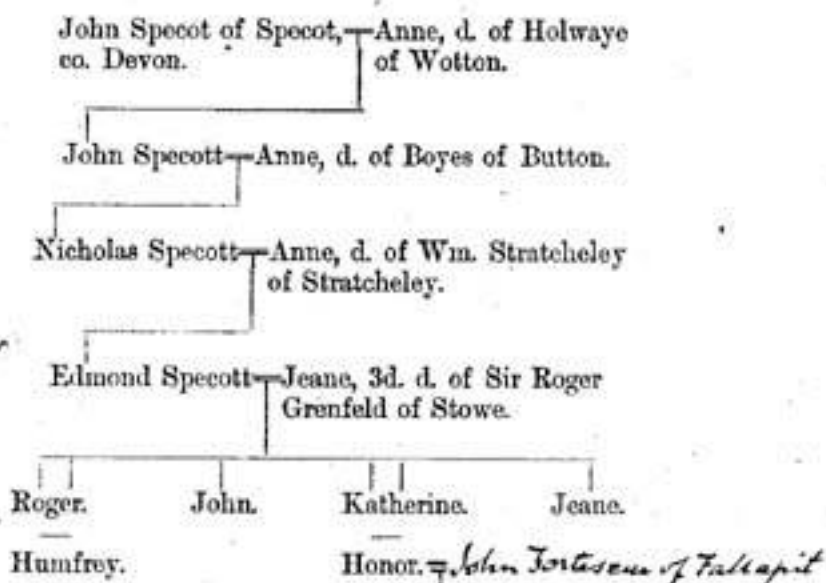 John Specot of Specot, Anne, d. of Holwaye
co. Devon. of Wotton.
John Specott Anne, d. of Boyes of Button.
Nicholas Specott Anne, d. of Wm. Stratcheley
of Stratcheley.
Edmond Specott Jeane, 3d. d. of Sir Roger
Grenfeld of Stowe.
Roger. John. Katherine. Jeane.
Humfrey. Honor. = John Fortescue of Fallapit